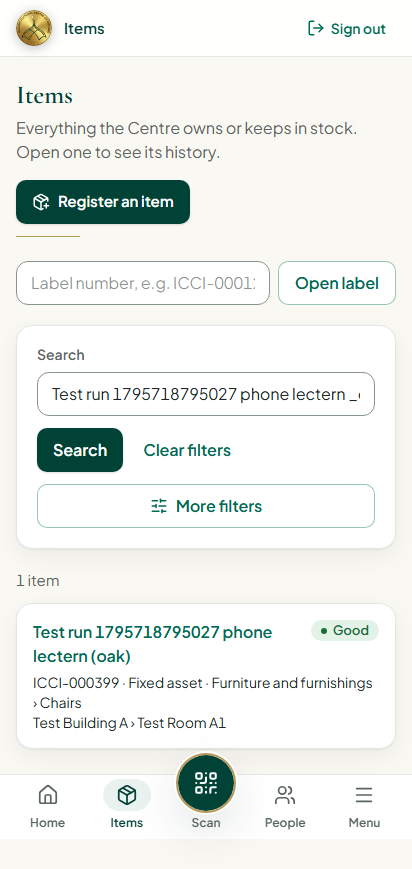 Items
Sign out
Items
Everything the Centre owns or keeps in stock.
Open one to see its history.
Register an item
Label number, e.g. ICCI-00012
Open label
Search
Test run 1795718795027 phone lectern _
Search
Clear filters
More filters
1 item
Test run 1795718795027 phone
lectern (oak)
Good
ICCI-000399 · Fixed asset · Furniture and furnishings
› Chairs
Test Building A › Test Room A1
Home
Items
Scan
People
Menu